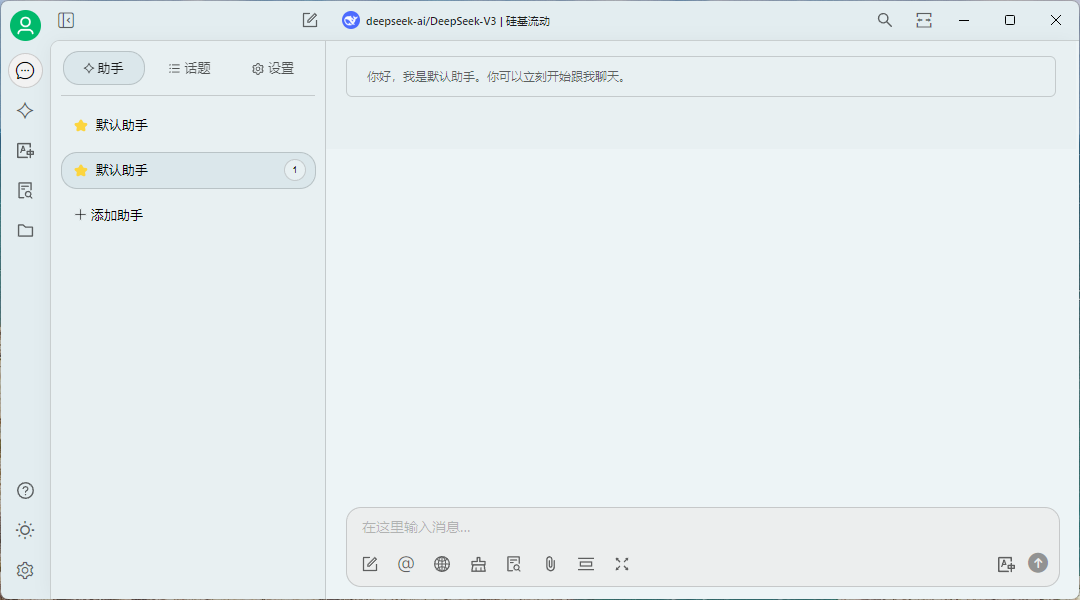 deepseek-ai/DeepSeek-V3 | 硅基流动
助手
话题
设置
默认助手
默认助手
1
添加助手
你好，我是默认助手。你可以立刻开始跟我聊天。
在这里输入消息...